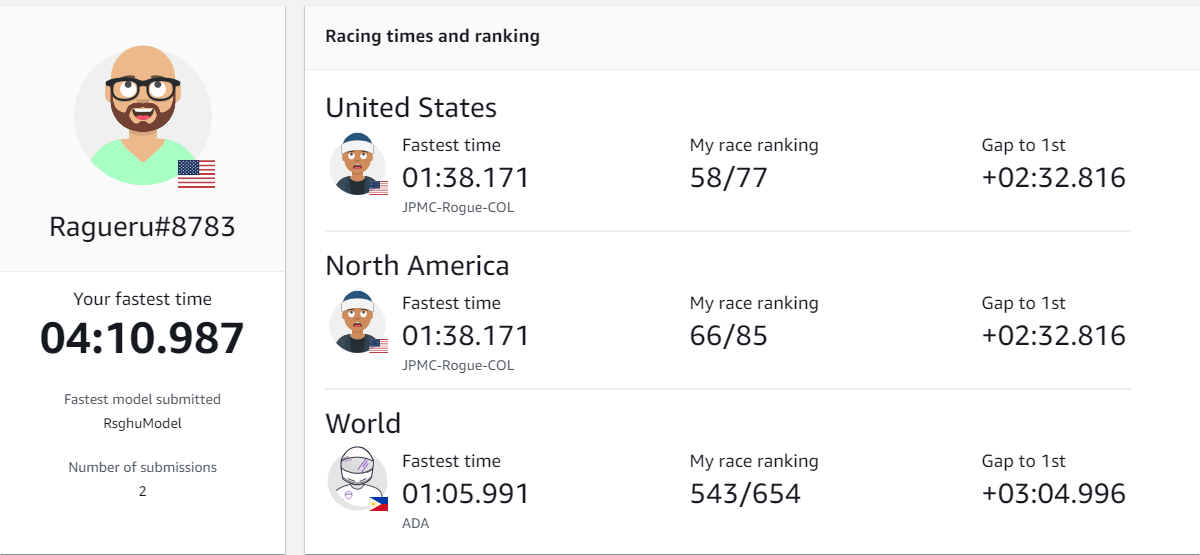 Ragueru#8783
Your fastest time
04:10.987
Fastest model submitted
RsghuModel
Number of submissions
2
Racing times and ranking
United States
Fastest time My race ranking Gap to 1st
01:38.171 58/77 +02:32.816
JPMC-Rogue-COL
North America
Fastest time My race ranking Gap to 1st
01:38.171 66/85 +02:32.816
JPMC-Rogue-COL
World
Fastest time My race ranking Gap to 1st
01:05.991 543/654 +03:04.996
ADA